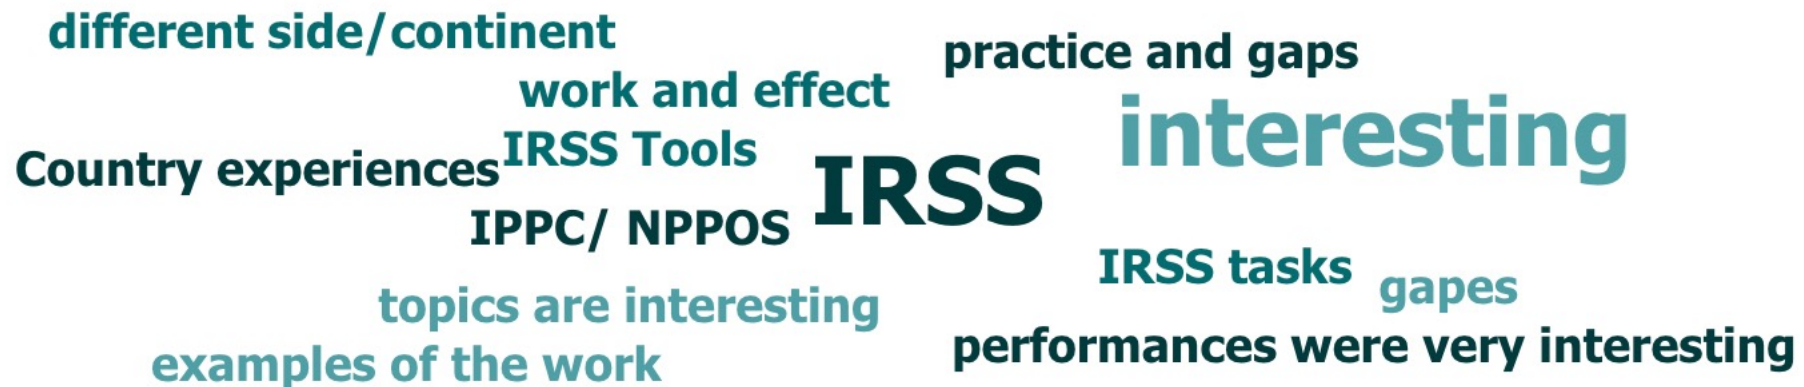 different side/continent
practice and gaps
work and effect
interesting
IRSS Tools
Country experiences
IRSS
IPPC/ NPPOS
IRSS tasks
gapes
topics are interesting
performances were very interesting
examples of the work